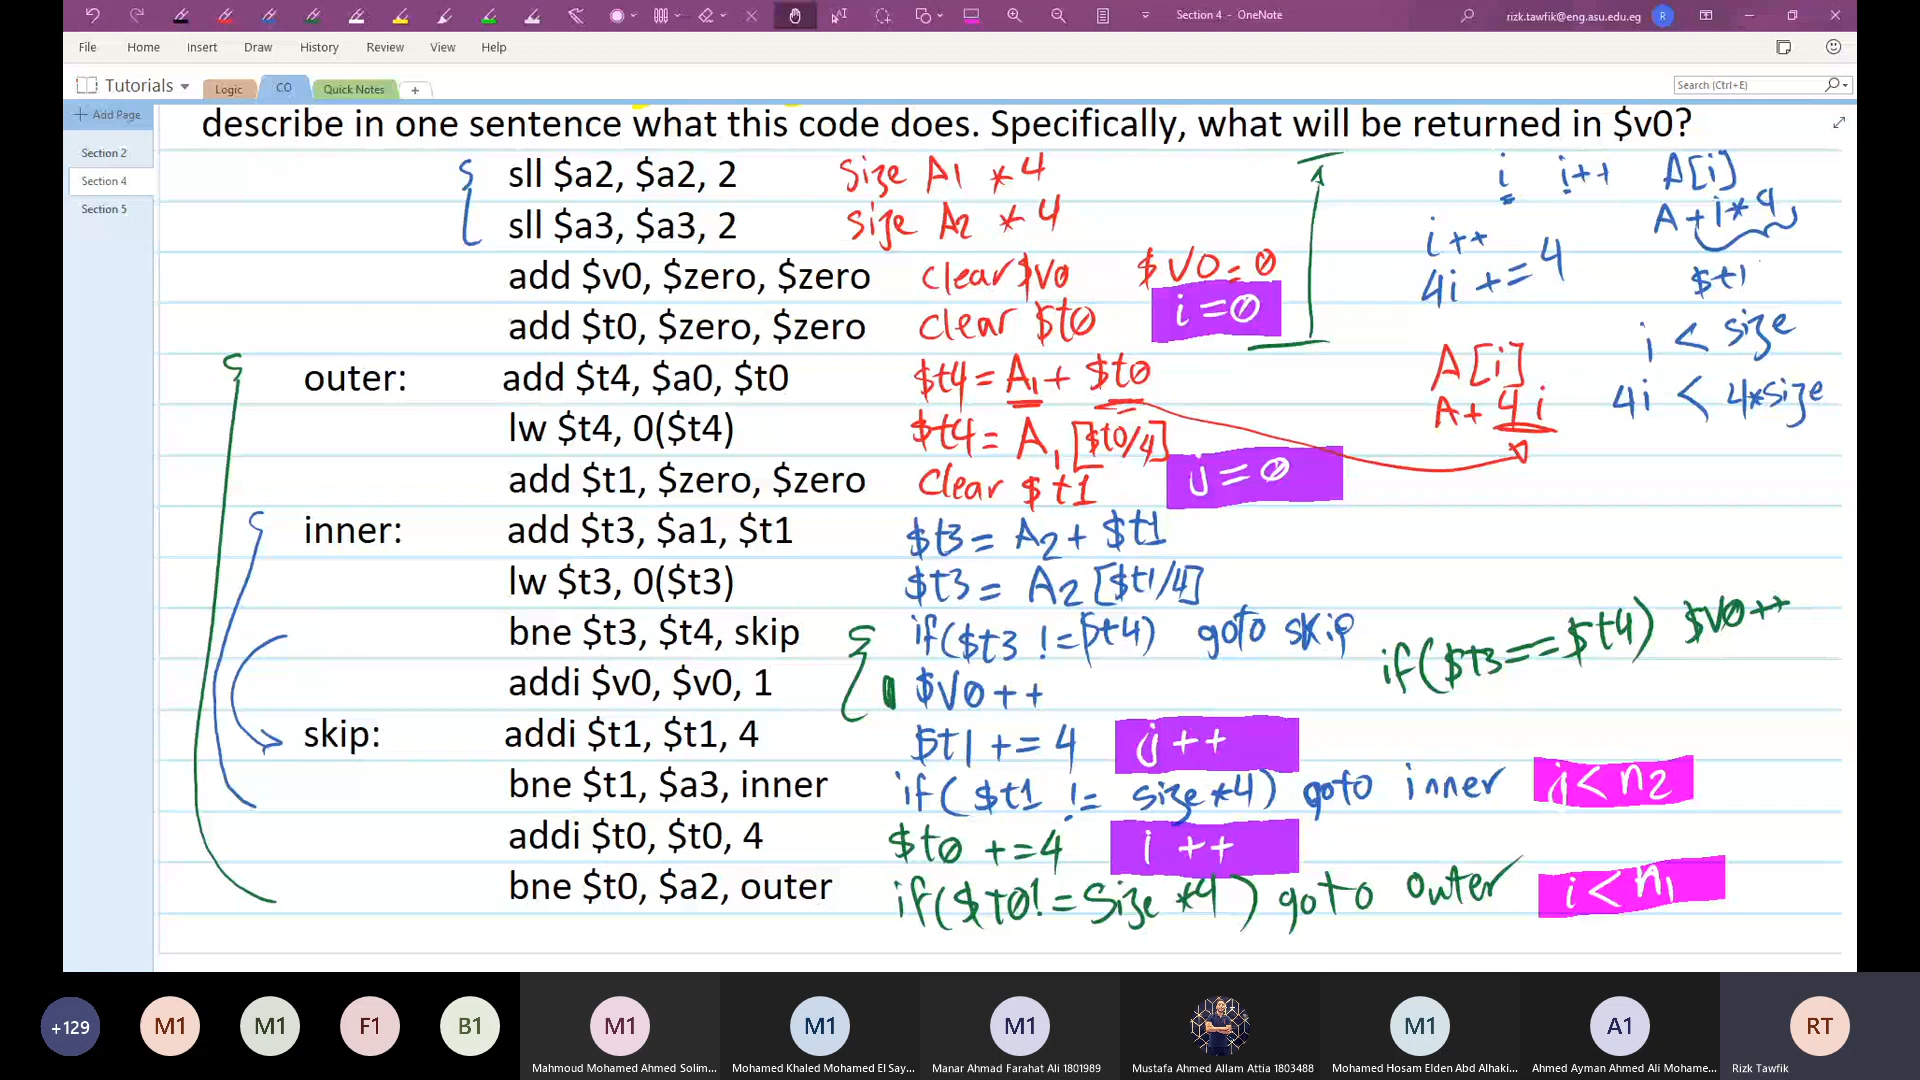 Section 4 - OneNote
rizk.tawfik@eng.asu.edu.eg
R
File Home Insert Draw History Review View Help
Tutorials Logic CO Quick Notes +
Search (Ctrl+E)
+ Add Page
Section 2
Section 4
Section 5
describe in one sentence what this code does. Specifically, what will be returned in $v0?
sll $a2, $a2, 2 Size A1 * 4
sll $a3, $a3, 2 size A2 * 4
add $v0, $zero, $zero clear $V0 $V0=0
i=0
add $t0, $zero, $zero clear $t0
outer: add $t4, $a0, $t0 $t4 = A1 + $t0
lw $t4, 0($t4) $t4 = A1[$t0/4]
add $t1, $zero, $zero Clear $t1 j=0
inner: add $t3, $a1, $t1 $t3 = A2 + $t1
lw $t3, 0($t3) $t3 = A2[$t1/4]
bne $t3, $t4, skip if($t3 != $t4) goto skip
if($t3==$t4) $V0++
addi $v0, $v0, 1 $V0++
skip: addi $t1, $t1, 4 $t1 += 4 j++
bne $t1, $a3, inner if($t1 != size*4) goto inner j<n2
addi $t0, $t0, 4 $t0 +=4 i++
bne $t0, $a2, outer if($t0!=Size*4) goto outer i<n1
i i++ A[i]
A+i*4
i++
4i += 4
$t1
i < size
A[i]
A+4i
4i < 4*size
+129 M1 M1 F1 B1 M1 M1 M1 M1 A1 RT
Mahmoud Mohamed Ahmed Solim...
Mohamed Khaled Mohamed El Say...
Manar Ahmad Farahat Ali 1801989
Mustafa Ahmed Allam Attia 1803488
Mohamed Hosam Elden Abd Alhaki...
Ahmed Ayman Ahmed Ali Mohame...
Rizk Tawfik